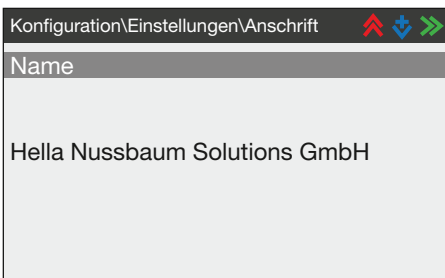 Konfiguration\Einstellungen\Anschrift
Name
Hella Nussbaum Solutions GmbH